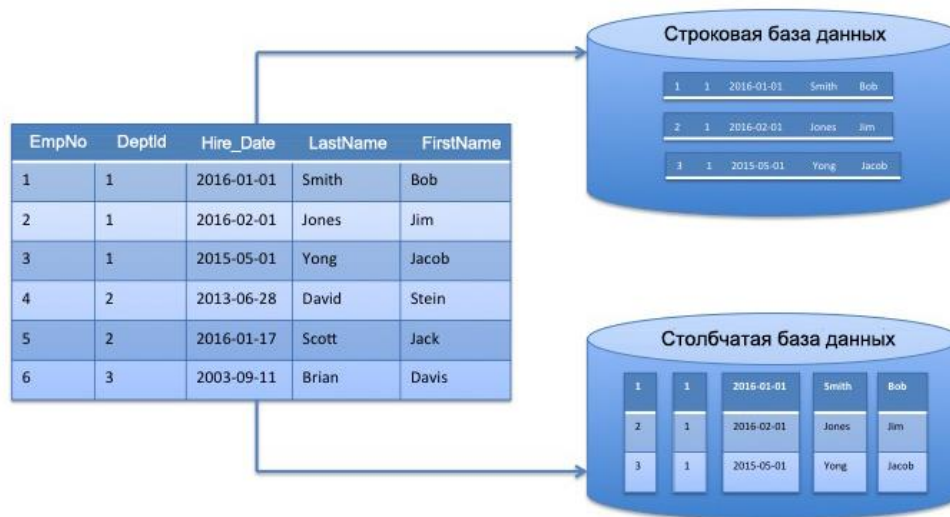 Строковая база данных
1 1 2016-01-01 Smith Bob
2 1 2016-02-01 Jones Jim
3 1 2015-05-01 Yong Jacob
EmpNo DeptId Hire_Date LastName FirstName
1 1 2016-01-01 Smith Bob
2 1 2016-02-01 Jones Jim
3 1 2015-05-01 Yong Jacob
4 2 2013-06-28 David Stein
5 2 2016-01-17 Scott Jack
6 3 2003-09-11 Brian Davis
Столбчатая база данных
1 1 2016-01-01 Smith Bob
2 1 2016-02-01 Jones Jim
3 1 2015-05-01 Yong Jacob